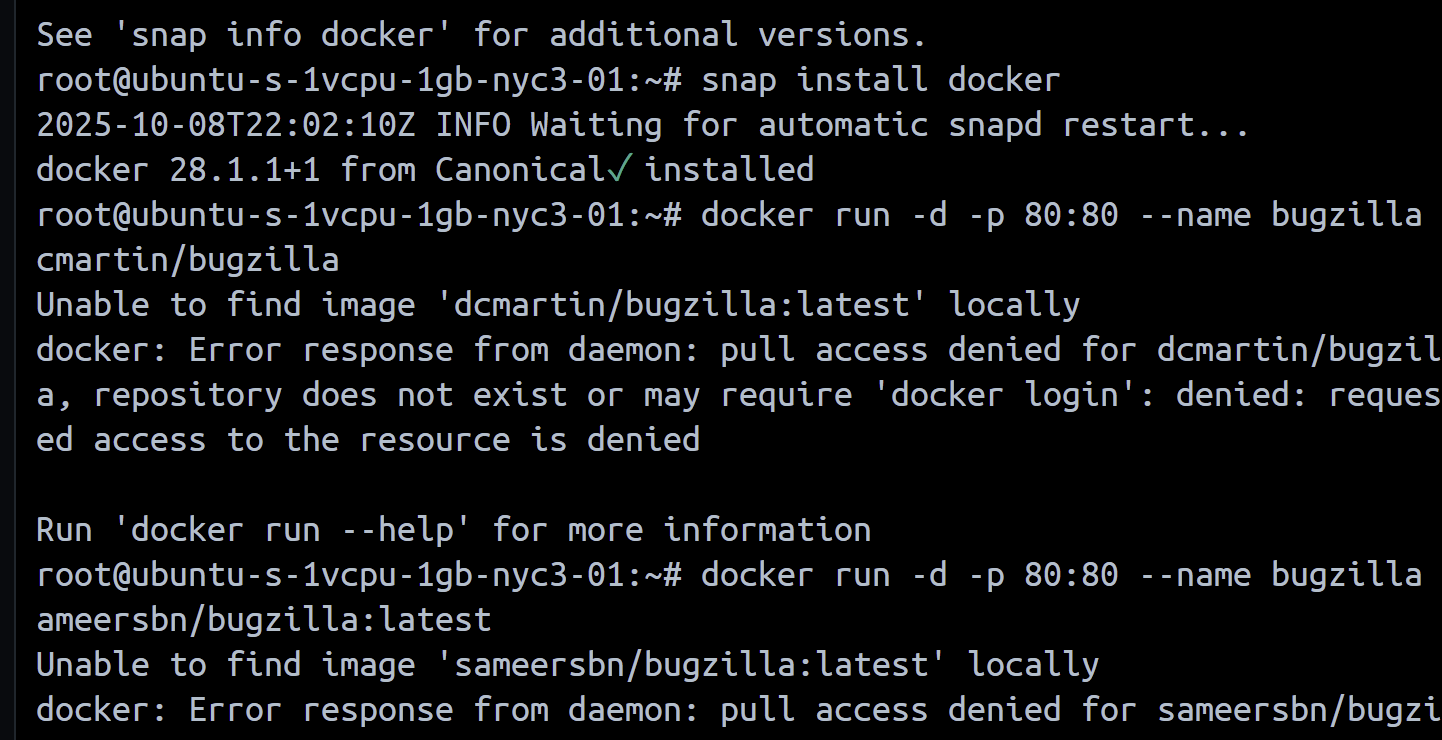 See 'snap info docker' for additional versions.
root@ubuntu-s-1vcpu-1gb-nyc3-01:~# snap install docker
2025-10-08T22:02:10Z INFO Waiting for automatic snapd restart...
docker 28.1.1+1 from Canonical✓ installed
root@ubuntu-s-1vcpu-1gb-nyc3-01:~# docker run -d -p 80:80 --name bugzilla
cmartin/bugzilla
Unable to find image 'dcmartin/bugzilla:latest' locally
docker: Error response from daemon: pull access denied for dcmartin/bugzil
a, repository does not exist or may require 'docker login': denied: reques
ed access to the resource is denied
Run 'docker run --help' for more information
root@ubuntu-s-1vcpu-1gb-nyc3-01:~# docker run -d -p 80:80 --name bugzilla
ameersbn/bugzilla:latest
Unable to find image 'sameersbn/bugzilla:latest' locally
docker: Error response from daemon: pull access denied for sameersbn/bugzi